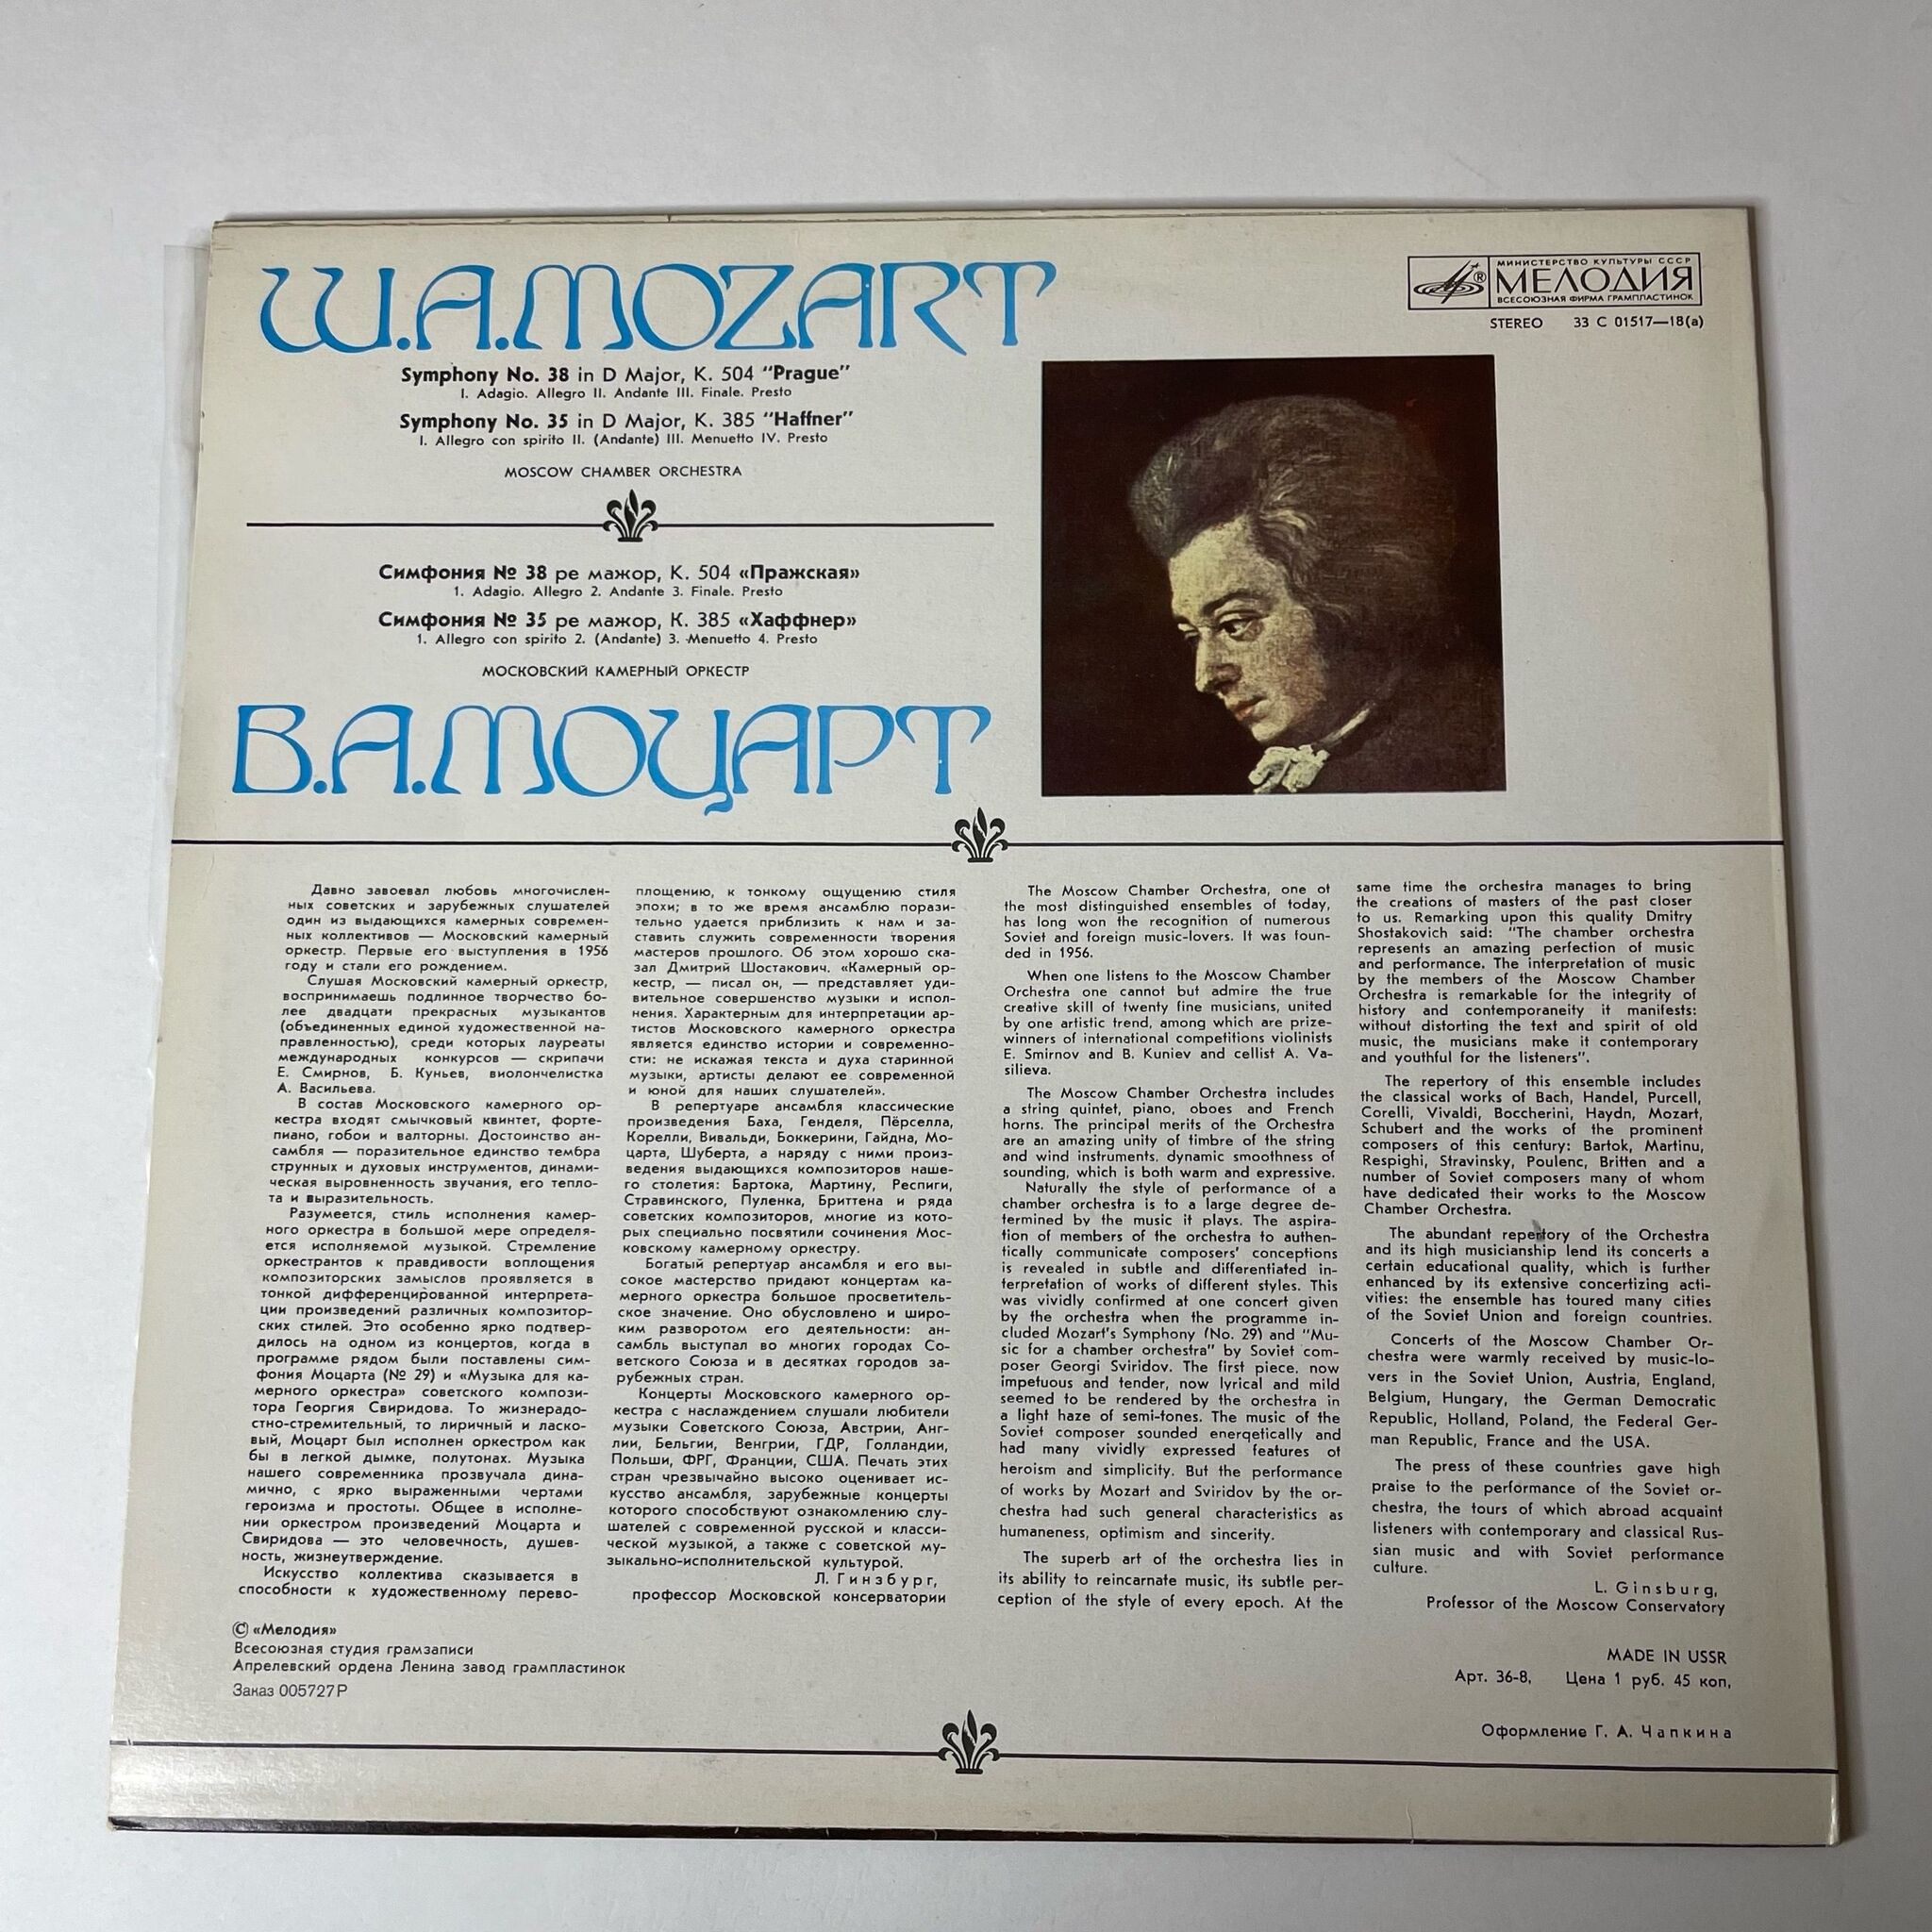 W.A.MOZART
МИНИСТЕРСТВО КУЛЬТУРЫ СССР
МЕЛОДИЯ
ВСЕСОЮЗНАЯ ФИРМА ГРАМПЛАСТИНОК
STEREO 33 С 01517—18(а)
Symphony No. 38 in D Major, K. 504 "Prague"
I. Adagio. Allegro II. Andante III. Finale. Presto
Symphony No. 35 in D Major, K. 385 "Haffner"
I. Allegro con spirito II. (Andante) III. Menuetto IV. Presto
MOSCOW CHAMBER ORCHESTRA
Симфония № 38 ре мажор, К. 504 «Пражская»
1. Adagio. Allegro 2. Andante 3. Finale. Presto
Симфония № 35 ре мажор, К. 385 «Хаффнер»
1. Allegro con spirito 2. (Andante) 3. Menuetto 4. Presto
МОСКОВСКИЙ КАМЕРНЫЙ ОРКЕСТР
В.А.МОЦАРТ
Давно завоевал любовь многочислен-
ных советских и зарубежных слушателей
один из выдающихся камерных современ-
ных коллективов — Московский камерный
оркестр. Первые его выступления в 1956
году и стали его рождением.
Слушая Московский камерный оркестр,
воспринимаешь подлинное творчество бо-
лее двадцати прекрасных музыкантов
(объединенных единой художественной на-
правленностью), среди которых лауреаты
международных конкурсов — скрипачи
Е. Смирнов, Б. Куньев, виолончелистка
А. Васильева.
В состав Московского камерного ор-
кестра входят смычковый квинтет, форте-
пиано, гобои и валторны. Достоинство ан-
самбля — поразительное единство тембра
струнных и духовых инструментов, динами-
ческая выровненность звучания, его тепло-
та и выразительность.
Разумеется, стиль исполнения камер-
ного оркестра в большой мере определя-
ется исполняемой музыкой. Стремление
оркестрантов к правдивости воплощения
композиторских замыслов проявляется в
тонкой дифференцированной интерпрета-
ции произведений различных композитор-
ских стилей. Это особенно ярко подтвер-
дилось на одном из концертов, когда в
программе рядом были поставлены сим-
фония Моцарта (№ 29) и «Музыка для ка-
мерного оркестра» советского компози-
тора Георгия Свиридова. То жизнерадо-
стно-стремительный, то лиричный и ласко-
вый, Моцарт был исполнен оркестром как
бы в легкой дымке, полутонах. Музыка
нашего современника прозвучала дина-
мично, с ярко выраженными чертами
героизма и простоты. Общее в исполне-
нии оркестром произведений Моцарта и
Свиридова — это человечность, душев-
ность, жизнеутверждение.
Искусство коллектива сказывается в
способности к художественному перево-
площению, к тонкому ощущению стиля
эпохи; в то же время ансамблю порази-
тельно удается приблизить к нам и за-
ставить служить современности творения
мастеров прошлого. Об этом хорошо ска-
зал Дмитрий Шостакович. «Камерный ор-
кестр, — писал он, — представляет уди-
вительное совершенство музыки и испол-
нения. Характерным для интерпретации ар-
тистов Московского камерного оркестра
является единство истории и современно-
сти: не искажая текста и духа старинной
музыки, артисты делают ее современной
и юной для наших слушателей».
В репертуаре ансамбля классические
произведения Баха, Генделя, Пёрселла,
Корелли, Вивальди, Боккерини, Гайдна, Мо-
царта, Шуберта, а наряду с ними произ-
ведения выдающихся композиторов наше-
го столетия: Бартока, Мартину, Респиги,
Стравинского, Пуленка, Бриттена и ряда
советских композиторов, многие из кото-
рых специально посвятили сочинения Мос-
ковскому камерному оркестру.
Богатый репертуар ансамбля и его вы-
сокое мастерство придают концертам ка-
мерного оркестра большое просветитель-
ское значение. Оно обусловлено и широ-
ким разворотом его деятельности: ан-
самбль выступал во многих городах Со-
ветского Союза и в десятках городов за-
рубежных стран.
Концерты Московского камерного ор-
кестра с наслаждением слушали любители
музыки Советского Союза, Австрии, Анг-
лии, Бельгии, Венгрии, ГДР, Голландии,
Польши, ФРГ, Франции, США. Печать этих
стран чрезвычайно высоко оценивает ис-
кусство ансамбля, зарубежные концерты
которого способствуют ознакомлению слу-
шателей с современной русской и класси-
ческой музыкой, а также с советской му-
зыкально-исполнительской культурой.
Л. Гинзбург,
профессор Московской консерватории
The Moscow Chamber Orchestra, one of
the most distinguished ensembles of today,
has long won the recognition of numerous
Soviet and foreign music-lovers. It was foun-
ded in 1956.
When one listens to the Moscow Chamber
Orchestra one cannot but admire the true
creative skill of twenty fine musicians, united
by one artistic trend, among which are prize-
winners of international competitions violinists
E. Smirnov and B. Kuniev and cellist A. Va-
silieva.
The Moscow Chamber Orchestra includes
a string quintet, piano, oboes and French
horns. The principal merits of the Orchestra
are an amazing unity of timbre of the string
and wind instruments, dynamic smoothness of
sounding, which is both warm and expressive.
Naturally the style of performance of a
chamber orchestra is to a large degree de-
termined by the music it plays. The aspira-
tion of members of the orchestra to authen-
tically communicate composers' conceptions
is revealed in subtle and differentiated in-
terpretation of works of different styles. This
was vividly confirmed at one concert given
by the orchestra when the programme in-
cluded Mozart's Symphony (No. 29) and "Mu-
sic for a chamber orchestra" by Soviet com-
poser Georgi Sviridov. The first piece, now
impetuous and tender, now lyrical and mild
seemed to be rendered by the orchestra in
a light haze of semi-tones. The music of the
Soviet composer sounded energetically and
had many vividly expressed features of
heroism and simplicity. But the performance
of works by Mozart and Sviridov by the or-
chestra had such general characteristics as
humaneness, optimism and sincerity.
The superb art of the orchestra lies in
its ability to reincarnate music, its subtle per-
ception of the style of every epoch. At the
same time the orchestra manages to bring
the creations of masters of the past closer
to us. Remarking upon this quality Dmitry
Shostakovich said: "The chamber orchestra
represents an amazing perfection of music
and performance. The interpretation of music
by the members of the Moscow Chamber
Orchestra is remarkable for the integrity of
history and contemporaneity it manifests:
without distorting the text and spirit of old
music, the musicians make it contemporary
and youthful for the listeners".
The repertory of this ensemble includes
the classical works of Bach, Handel, Purcell,
Corelli, Vivaldi, Boccherini, Haydn, Mozart,
Schubert and the works of the prominent
composers of this century: Bartok, Martinu,
Respighi, Stravinsky, Poulenc, Britten and a
number of Soviet composers many of whom
have dedicated their works to the Moscow
Chamber Orchestra.
The abundant repertory of the Orchestra
and its high musicianship lend its concerts a
certain educational quality, which is further
enhanced by its extensive concertizing acti-
vities: the ensemble has toured many cities
of the Soviet Union and foreign countries.
Concerts of the Moscow Chamber Or-
chestra were warmly received by music-lo-
vers in the Soviet Union, Austria, England,
Belgium, Hungary, the German Democratic
Republic, Holland, Poland, the Federal Ger-
man Republic, France and the USA.
The press of these countries gave high
praise to the performance of the Soviet or-
chestra, the tours of which abroad acquaint
listeners with contemporary and classical Rus-
sian music and with Soviet performance
culture.
L. Ginsburg,
Professor of the Moscow Conservatory
© «Мелодия»
Всесоюзная студия грамзаписи
Апрелевский ордена Ленина завод грампластинок
Заказ 005727Р
MADE IN USSR
Арт. 36-8, Цена 1 руб. 45 коп,
Оформление Г. А. Чапкина